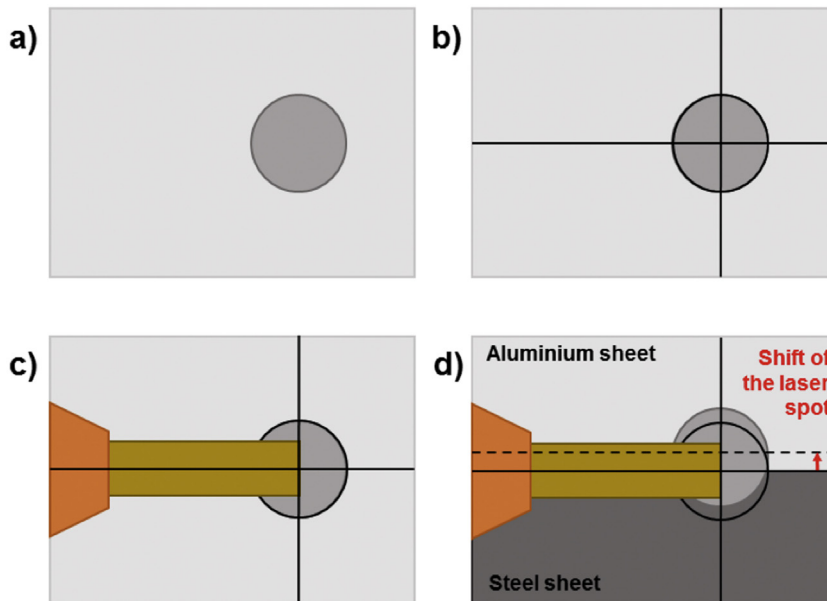 a)
b)
c)
d)
Aluminium sheet
Shift of
the laser
spot
Steel sheet